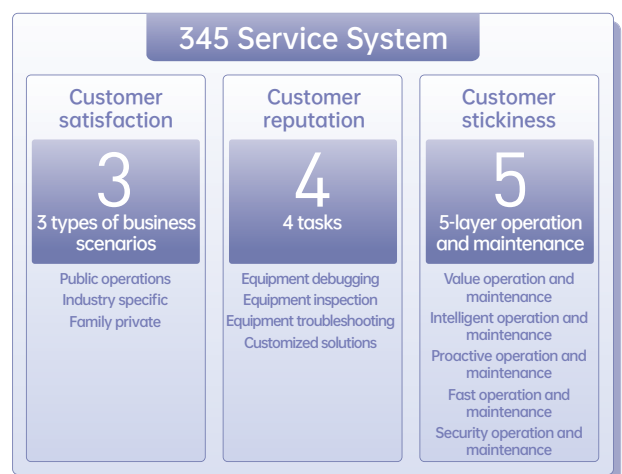 345 Service System
Customer
satisfaction
3
3 types of business
scenarios
Public operations
Industry specific
Family private
Customer
reputation
4
4 tasks
Equipment debugging
Equipment inspection
Equipment troubleshooting
Customized solutions
Customer
stickiness
5
5-layer operation
and maintenance
Value operation and
maintenance
Intelligent operation and
maintenance
Proactive operation and
maintenance
Fast operation and
maintenance
Security operation and
maintenance